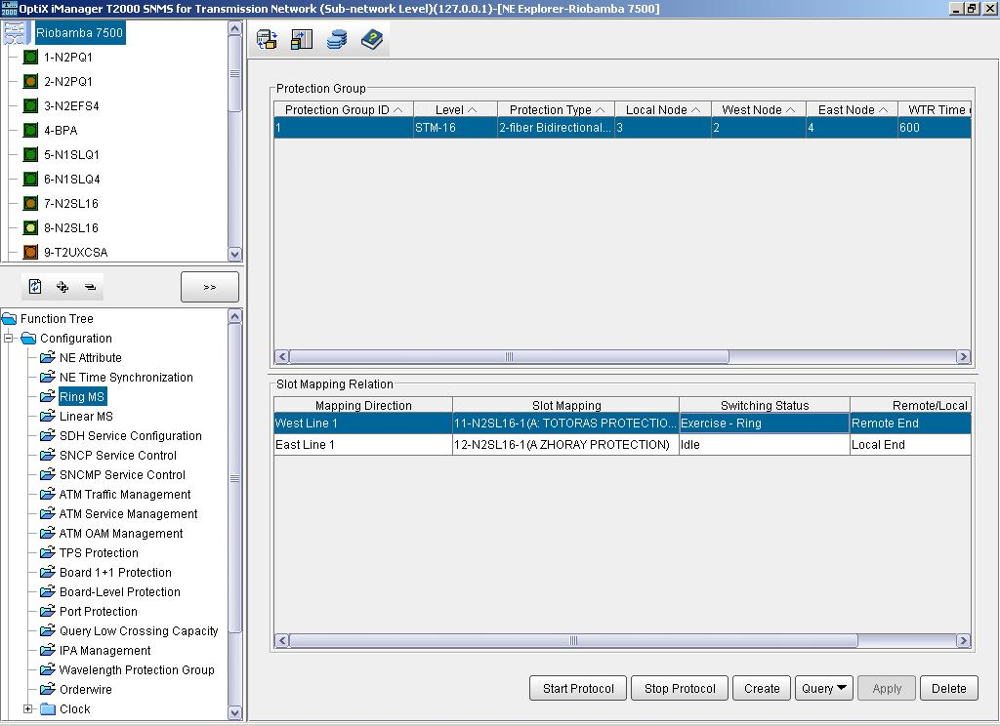 OptiX iManager T2000 SNMS for Transmission Network (Sub-network Level)(127.0.0.1)-[NE Explorer-Riobamba 7500]
Riobamba 7500
1-N2PQ1
2-N2PQ1
3-N2EFS4
4-BPA
5-N1SLQ1
6-N1SLQ4
7-N2SL16
8-N2SL16
9-T2UXCSA
>>
Function Tree
Configuration
NE Attribute
NE Time Synchronization
Ring MS
Linear MS
SDH Service Configuration
SNCP Service Control
SNCMP Service Control
ATM Traffic Management
ATM Service Management
ATM OAM Management
TPS Protection
Board 1+1 Protection
Board-Level Protection
Port Protection
Query Low Crossing Capacity
IPA Management
Wavelength Protection Group
Orderwire
Clock
Protection Group
Protection Group ID Level Protection Type Local Node West Node East Node WTR Time (
1 STM-16 2-fiber Bidirectional... 3 2 4 600
Slot Mapping Relation
Mapping Direction Slot Mapping Switching Status Remote/Local
West Line 1 11-N2SL16-1(A: TOTORAS PROTECTIO... Exercise - Ring Remote End
East Line 1 12-N2SL16-1(A ZHORAY PROTECTION) Idle Local End
Start Protocol Stop Protocol Create Query Apply Delete